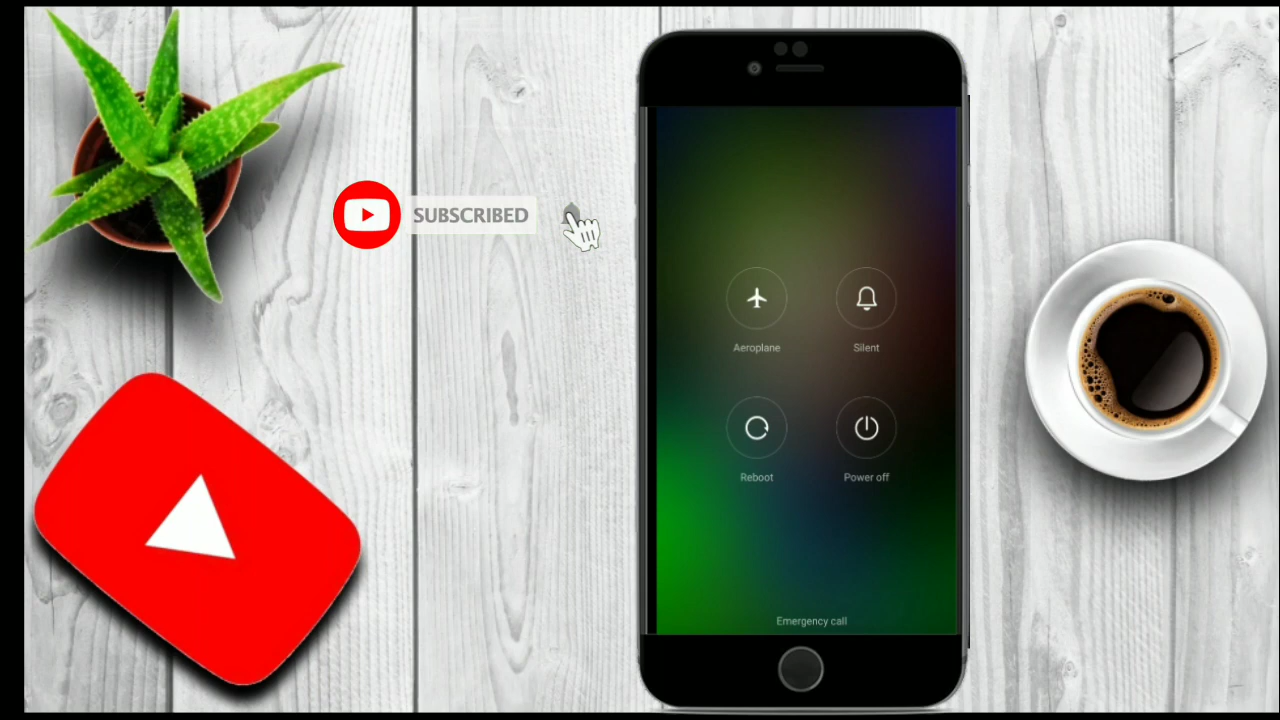 SUBSCRIBED
Aeroplane
Silent
Reboot
Power off
Emergency call